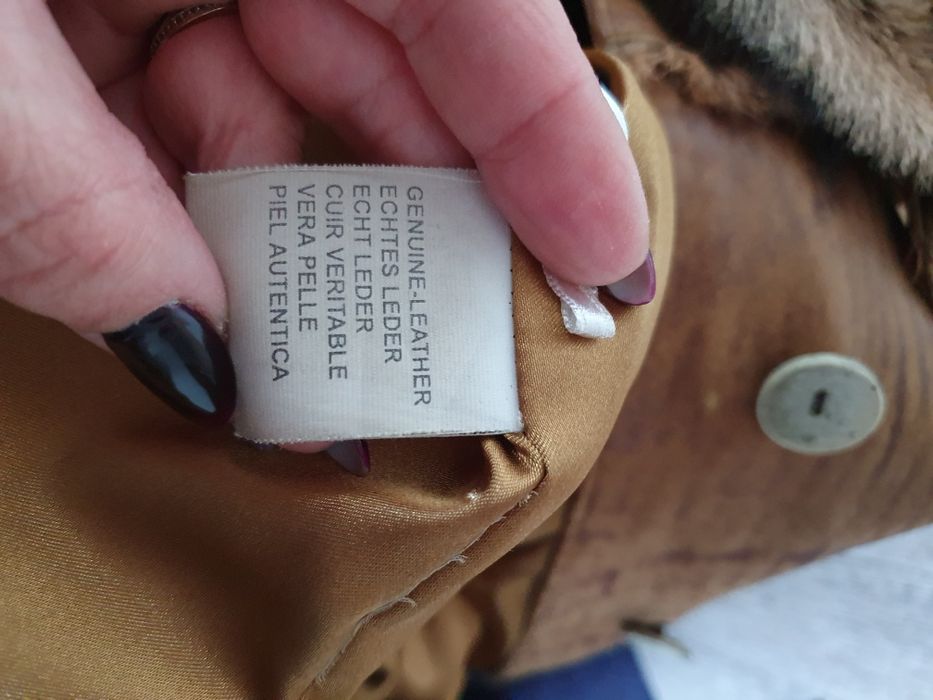 GENUINE-LEATHER
ECHTES LEDER
ECHT LEDER
CUIR VERITABLE
VERA PELLE
PIEL AUTENTICA